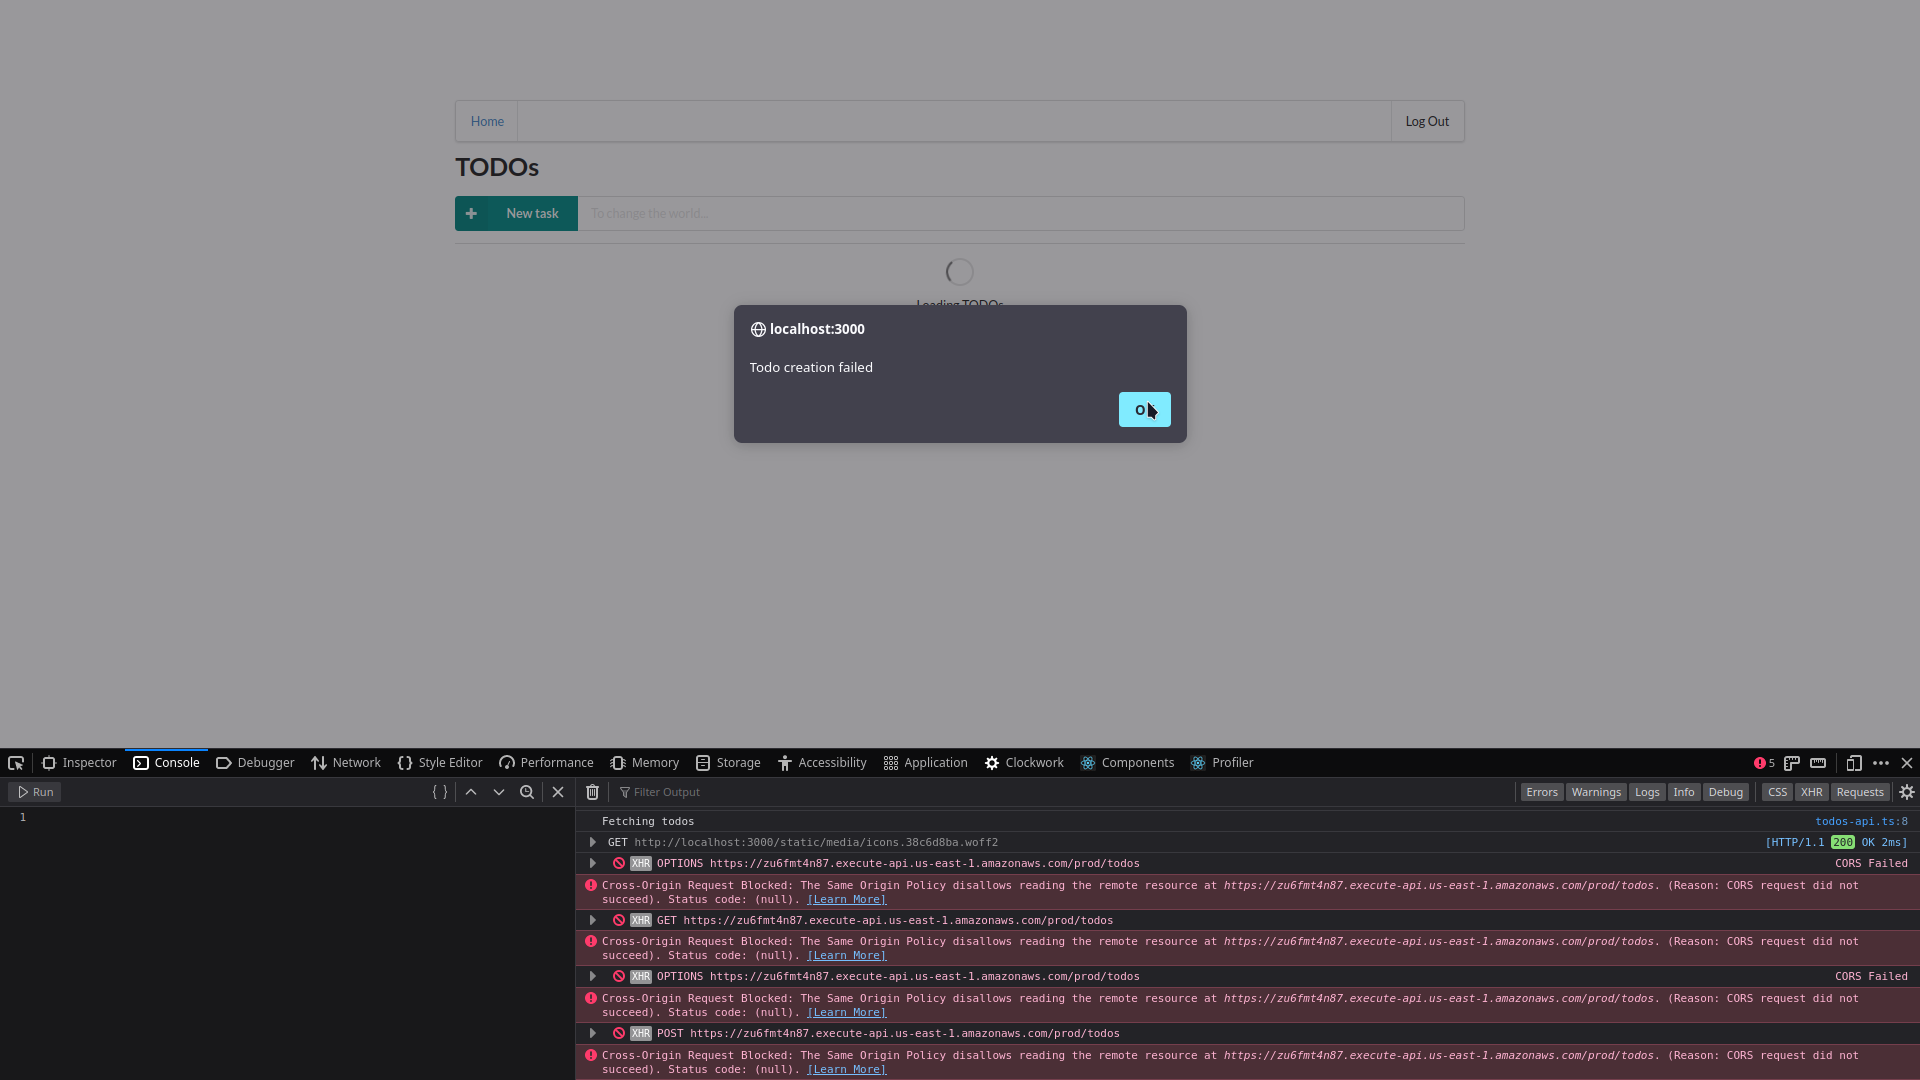 Home
Log Out
TODOs
New task
To change the world...
Loading TODOs
localhost:3000
Todo creation failed
Inspector
Console
Debugger
Network
Style Editor
Performance
Memory
Storage
Accessibility
Application
Clockwork
Components
Profiler
5
Run
Filter Output
Errors
Warnings
Logs
Info
Debug
CSS
XHR
Requests
1
Fetching todos
todos-api.ts:8
GET http://localhost:3000/static/media/icons.38c6d8ba.woff2
[HTTP/1.1 200 OK 2ms]
XHR OPTIONS https://zu6fmt4n87.execute-api.us-east-1.amazonaws.com/prod/todos
CORS Failed
Cross-Origin Request Blocked: The Same Origin Policy disallows reading the remote resource at https://zu6fmt4n87.execute-api.us-east-1.amazonaws.com/prod/todos. (Reason: CORS request did not
succeed). Status code: (null). [Learn More]
XHR GET https://zu6fmt4n87.execute-api.us-east-1.amazonaws.com/prod/todos
Cross-Origin Request Blocked: The Same Origin Policy disallows reading the remote resource at https://zu6fmt4n87.execute-api.us-east-1.amazonaws.com/prod/todos. (Reason: CORS request did not
succeed). Status code: (null). [Learn More]
XHR OPTIONS https://zu6fmt4n87.execute-api.us-east-1.amazonaws.com/prod/todos
CORS Failed
Cross-Origin Request Blocked: The Same Origin Policy disallows reading the remote resource at https://zu6fmt4n87.execute-api.us-east-1.amazonaws.com/prod/todos. (Reason: CORS request did not
succeed). Status code: (null). [Learn More]
XHR POST https://zu6fmt4n87.execute-api.us-east-1.amazonaws.com/prod/todos
Cross-Origin Request Blocked: The Same Origin Policy disallows reading the remote resource at https://zu6fmt4n87.execute-api.us-east-1.amazonaws.com/prod/todos. (Reason: CORS request did not
succeed). Status code: (null). [Learn More]